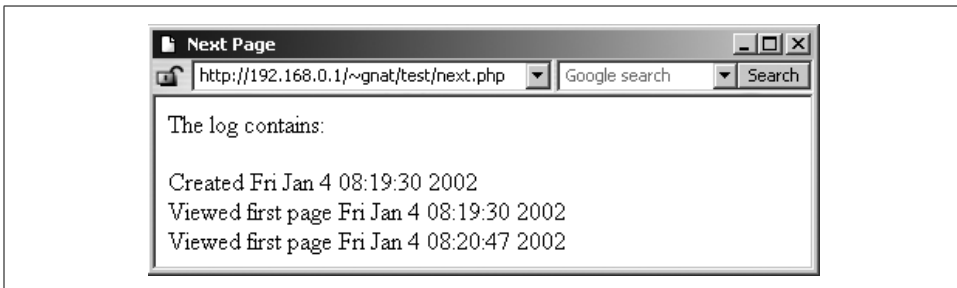 Next Page
http://192.168.0.1/~gnat/test/next.php Google search Search
The log contains:
Created Fri Jan 4 08:19:30 2002
Viewed first page Fri Jan 4 08:19:30 2002
Viewed first page Fri Jan 4 08:20:47 2002